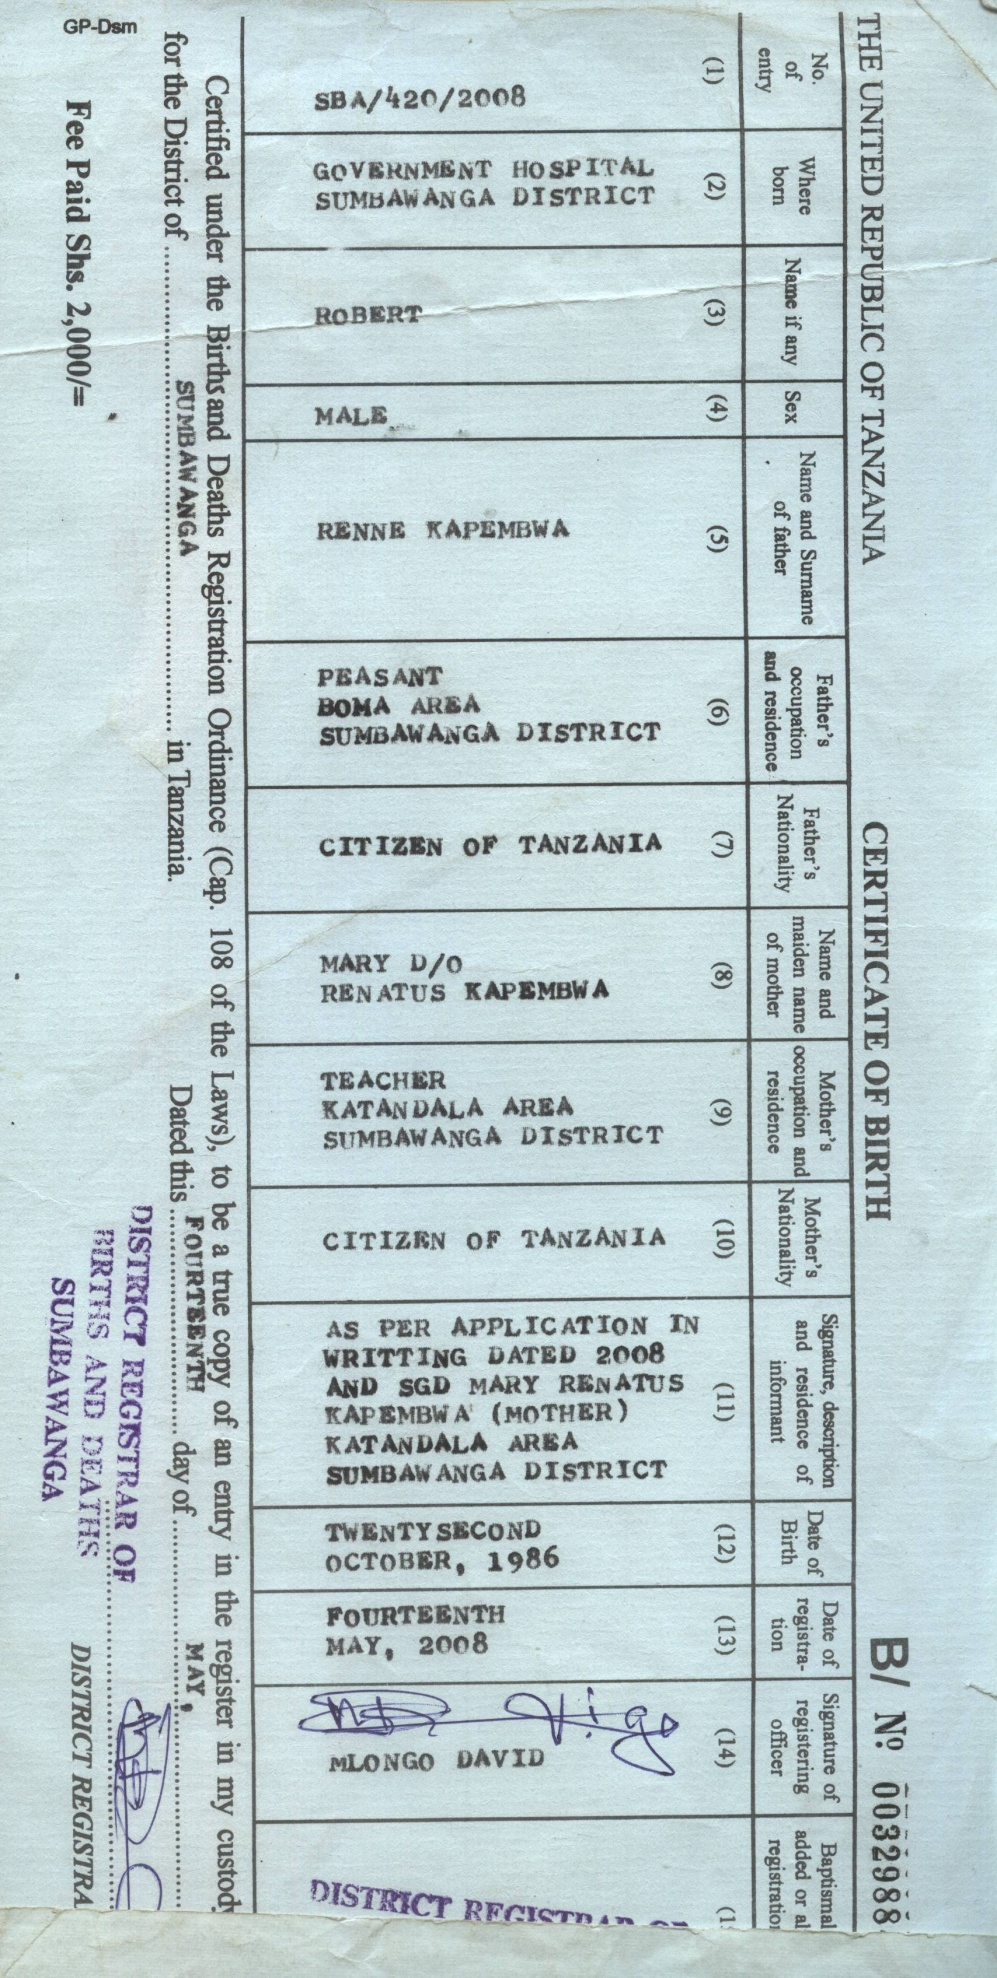 THE UNITED REPUBLIC OF TANZANIA
CERTIFICATE OF BIRTH
B/ No 0032988
No. of entry
Where born
Name if any
Sex
Name and Surname of father
Father's occupation and residence
Father's Nationality
Name and maiden name of mother
Mother's occupation and residence
Mother's Nationality
Signature, description and residence of informant
Date of Birth
Date of registra-tion
Signature of registering officer
Baptismal added or al registratio
(1)
(2)
(3)
(4)
(5)
(6)
(7)
(8)
(9)
(10)
(11)
(12)
(13)
(14)
SBA/420/2008
GOVERNMENT HOSPITAL
SUMBAWANGA DISTRICT
ROBERT
MALE
RENNE KAPEMBWA
PEASANT
BOMA AREA
SUMBAWANGA DISTRICT
CITIZEN OF TANZANIA
MARY D/O
RENATUS KAPEMBWA
TEACHER
KATANDALA AREA
SUMBAWANGA DISTRICT
CITIZEN OF TANZANIA
AS PER APPLICATION IN
WRITTING DATED 2008
AND SGD MARY RENATUS
KAPEMBWA (MOTHER)
KATANDALA AREA
SUMBAWANGA DISTRICT
TWENTYSECOND
OCTOBER, 1986
FOURTEENTH
MAY, 2008
MLONGO DAVID
DISTRICT REGISTRAR OF
Certified under the Births and Deaths Registration Ordinance (Cap. 108 of the Laws), to be a true copy of an entry in the register in my custody
for the District of SUMBAWANGA in Tanzania. Dated this FOURTEENTH day of MAY,
DISTRICT REGISTRAR OF
BIRTHS AND DEATHS
SUMBAWANGA
DISTRICT REGISTRA
GP-Dsm
Fee Paid Shs. 2,000/=